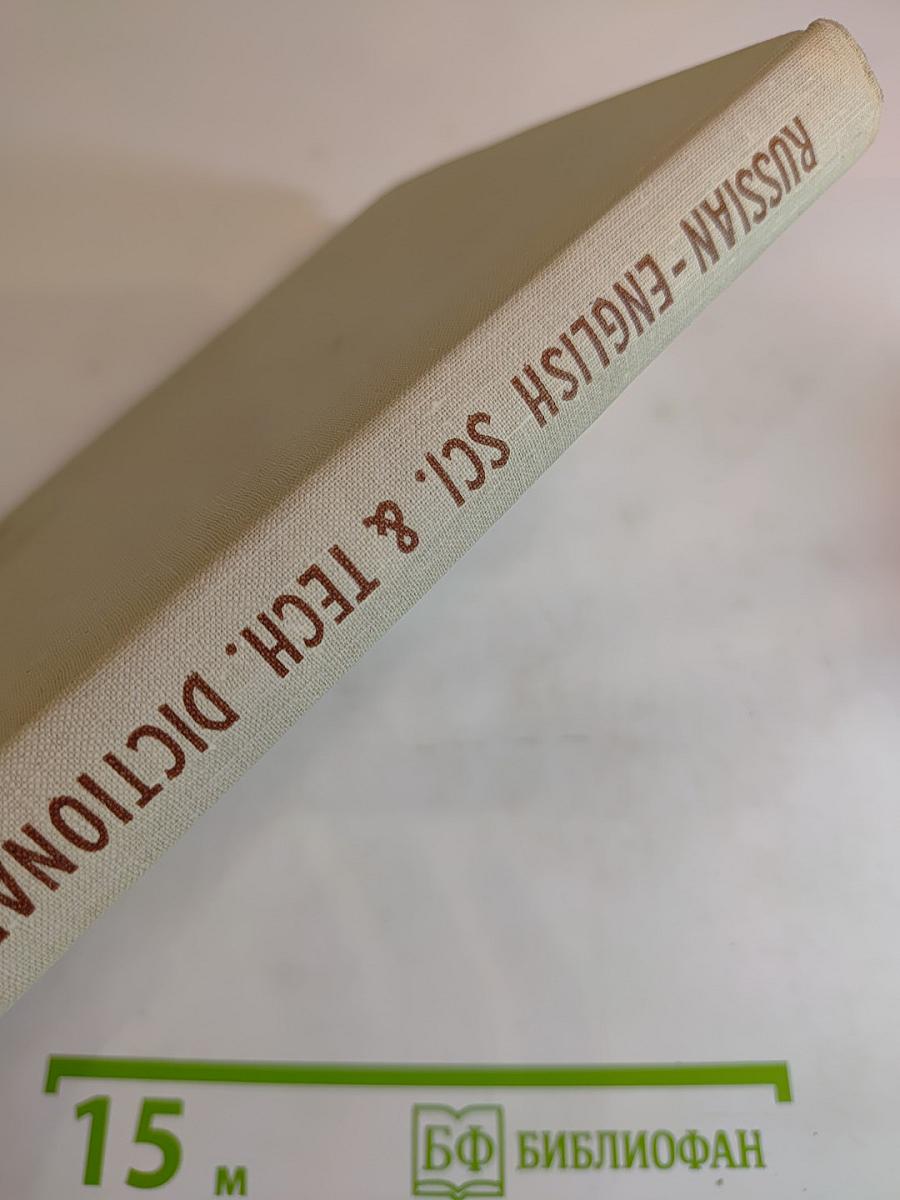 RUSSIAN-ENGLISH SCI. & TECH. DICTIONA
15 м
БФ БИБЛИОФАН